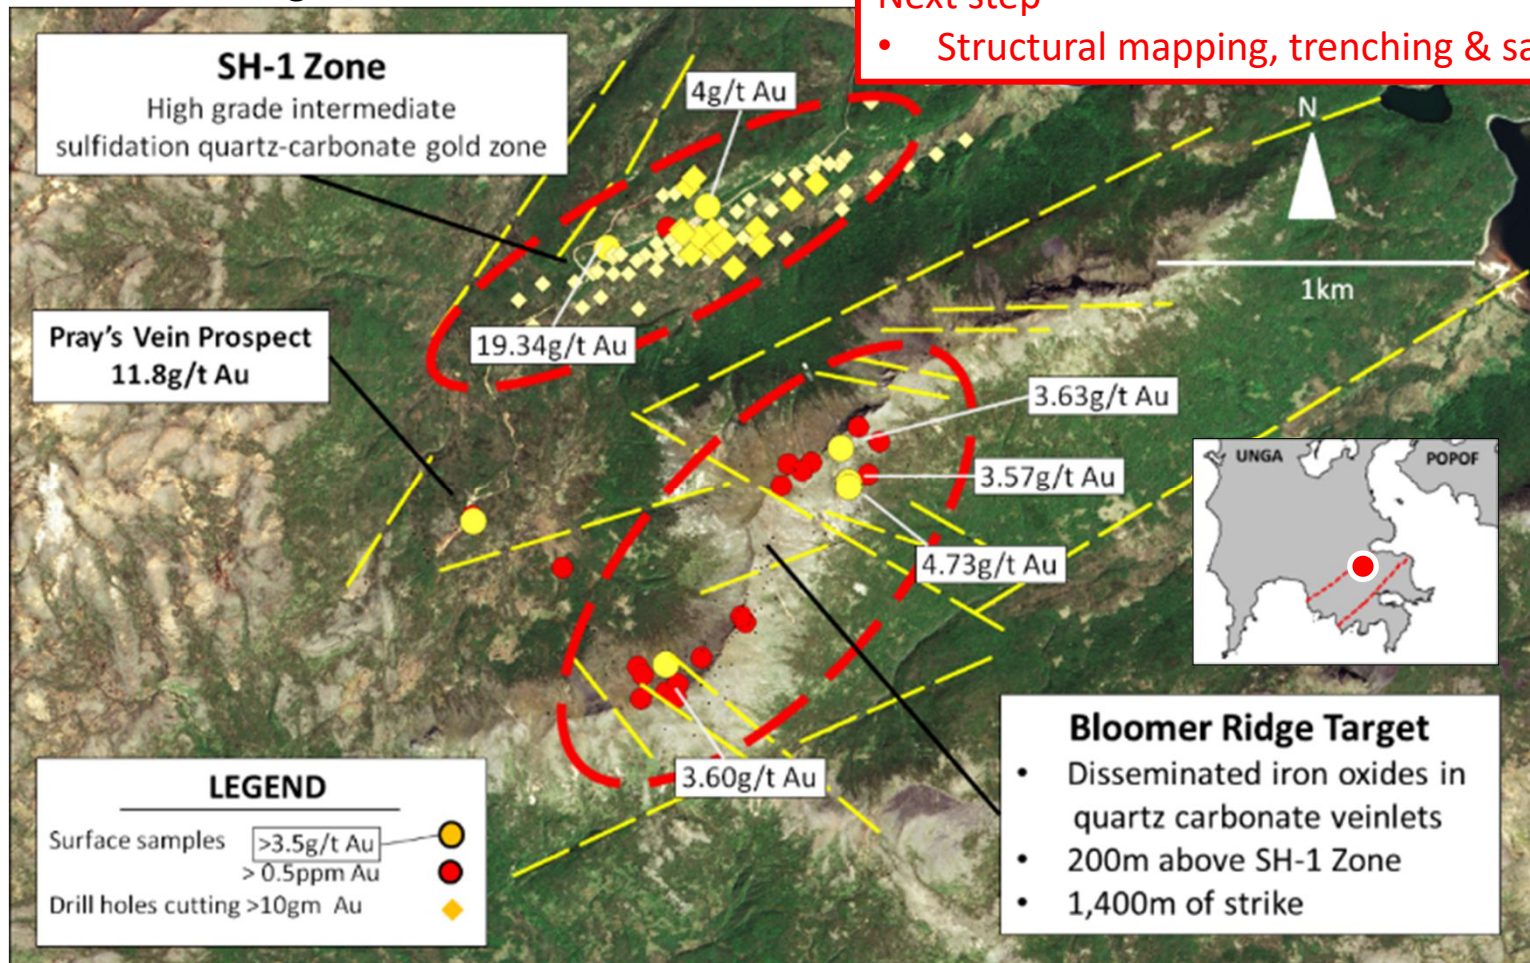 Next step
• Structural mapping, trenching & sa
SH-1 Zone
High grade intermediate
sulfidation quartz-carbonate gold zone
4g/t Au
N
1km
19.34g/t Au
Pray's Vein Prospect
11.8g/t Au
3.63g/t Au
3.57g/t Au
4.73g/t Au
3.60g/t Au
UNGA
POPOF
Bloomer Ridge Target
• Disseminated iron oxides in
quartz carbonate veinlets
• 200m above SH-1 Zone
• 1,400m of strike
LEGEND
Surface samples >3.5g/t Au
> 0.5ppm Au
Drill holes cutting >10gm Au